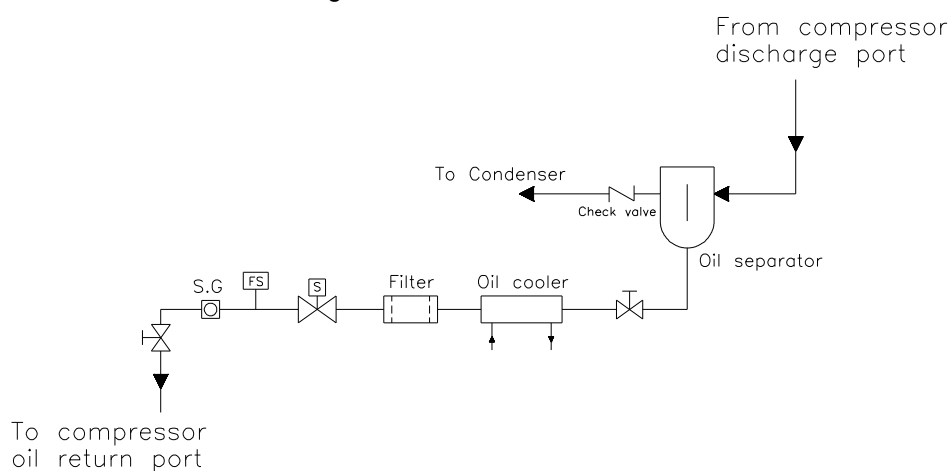 From compressor
discharge port
To Condenser
Check valve
Oil separator
S.G
FS
S
Filter
Oil cooler
To compressor
oil return port